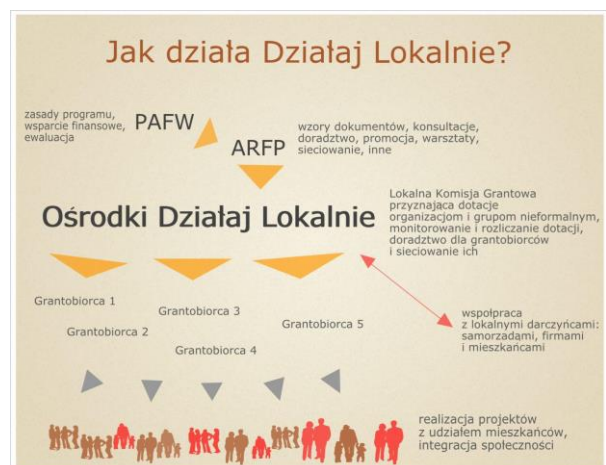 Jak działa Działaj Lokalnie?
zasady programu,
wsparcie finansowe,
ewaluacja
PAFW
ARFP
wzory dokumentów, konsultacje,
doradztwo, promocja, warsztaty,
sieciowanie, inne
Ośrodki Działaj Lokalnie
Lokalna Komisja Grantowa
przyznająca dotacje
organizacjom i grupom nieformalnym,
monitorowanie i rozliczanie dotacji,
doradztwo dla grantobiorców
i sieciowanie ich
Grantobiorca 1
Grantobiorca 2
Grantobiorca 3
Grantobiorca 4
Grantobiorca 5
współpraca
z lokalnymi darczyńcami:
samorządami, firmami
i mieszkańcami
realizacja projektów
z udziałem mieszkańców,
integracja społeczności